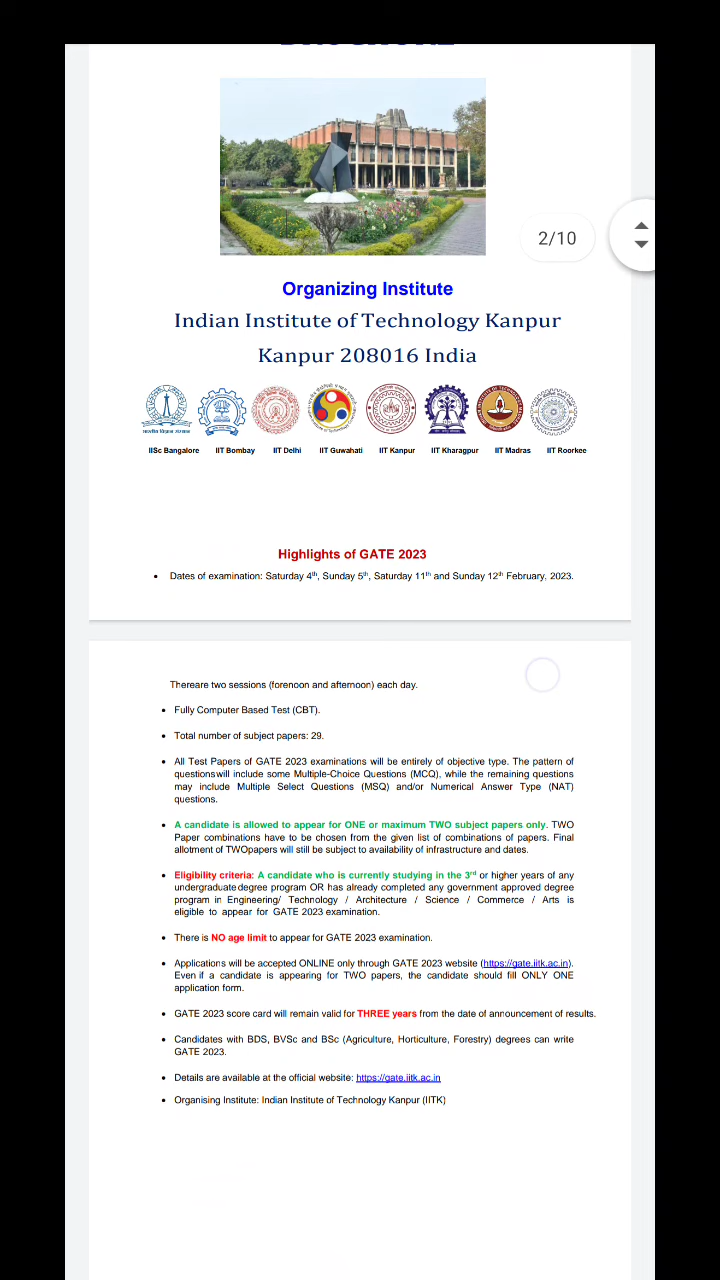 2/10
Organizing Institute
Indian Institute of Technology Kanpur
Kanpur 208016 India
IISc Bangalore IIT Bombay IIT Delhi IIT Guwahati IIT Kanpur IIT Kharagpur IIT Madras IIT Roorkee
Highlights of GATE 2023
• Dates of examination: Saturday 4th, Sunday 5th, Saturday 11th and Sunday 12th February, 2023.
Thereare two sessions (forenoon and afternoon) each day.
• Fully Computer Based Test (CBT).
• Total number of subject papers: 29.
• All Test Papers of GATE 2023 examinations will be entirely of objective type. The pattern of
questionswill include some Multiple-Choice Questions (MCQ), while the remaining questions
may include Multiple Select Questions (MSQ) and/or Numerical Answer Type (NAT)
questions.
• A candidate is allowed to appear for ONE or maximum TWO subject papers only. TWO
Paper combinations have to be chosen from the given list of combinations of papers. Final
allotment of TWOpapers will still be subject to availability of infrastructure and dates.
• Eligibility criteria: A candidate who is currently studying in the 3rd or higher years of any
undergraduatedegree program OR has already completed any government approved degree
program in Engineering/ Technology / Architecture / Science / Commerce / Arts is
eligible to appear for GATE 2023 examination.
• There is NO age limit to appear for GATE 2023 examination.
• Applications will be accepted ONLINE only through GATE 2023 website (https://gate.iitk.ac.in).
Even if a candidate is appearing for TWO papers, the candidate should fill ONLY ONE
application form.
• GATE 2023 score card will remain valid for THREE years from the date of announcement of results.
• Candidates with BDS, BVSc and BSc (Agriculture, Horticulture, Forestry) degrees can write
GATE 2023.
• Details are available at the official website: https://gate.iitk.ac.in
• Organising Institute: Indian Institute of Technology Kanpur (IITK)